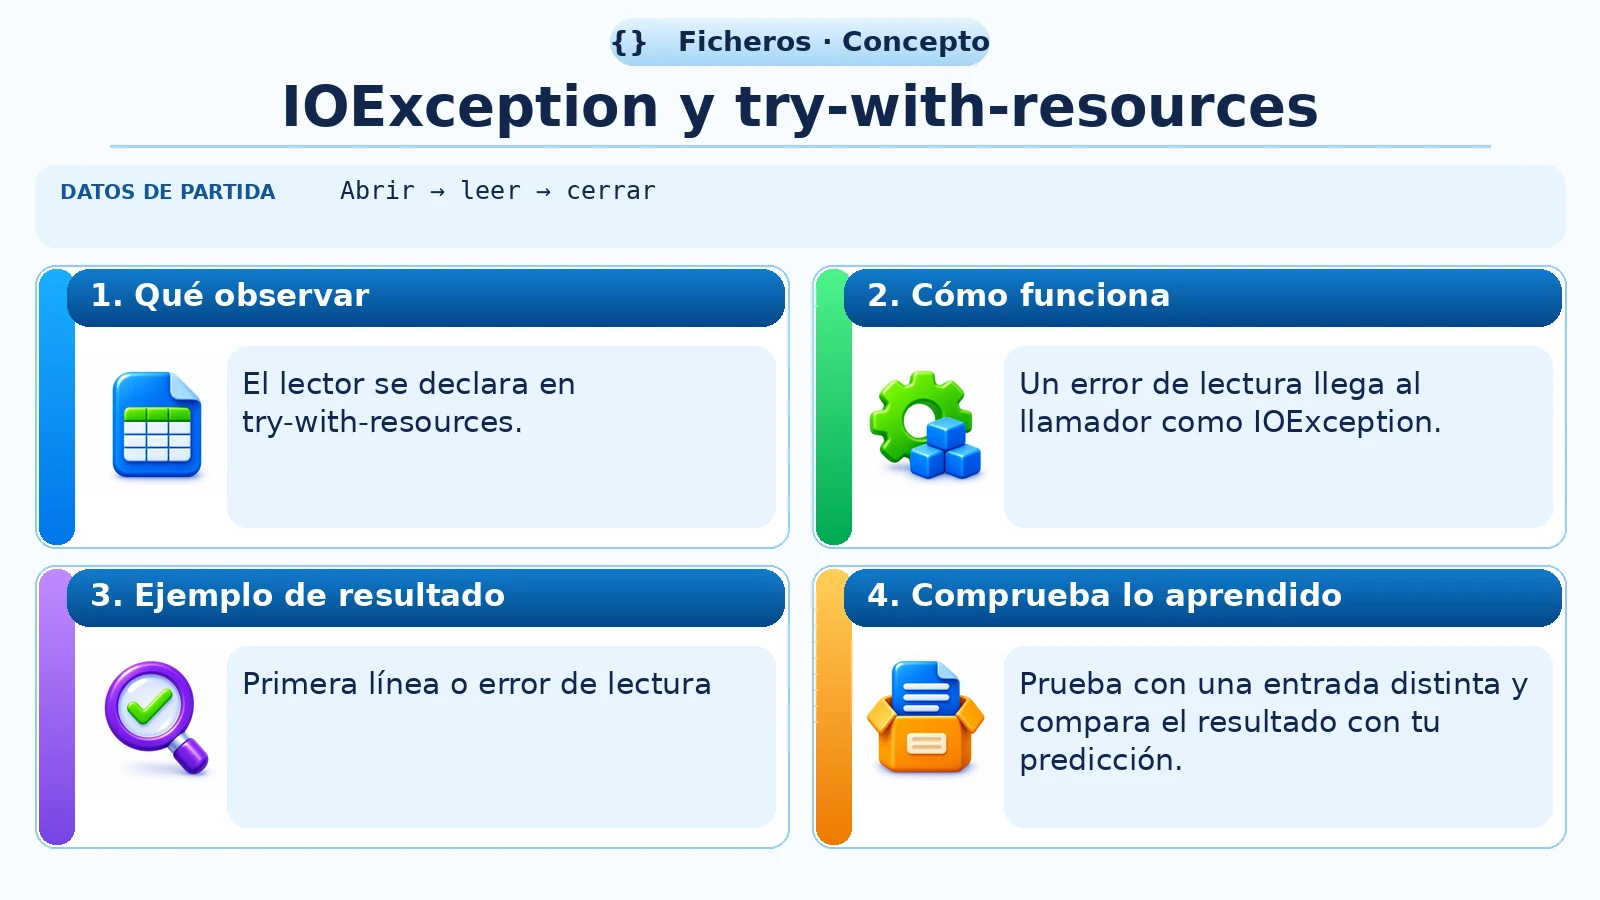 {} Ficheros · Concepto
IOException y try-with-resources
DATOS DE PARTIDA Abrir → leer → cerrar
1. Qué observar
El lector se declara en
try-with-resources.
2. Cómo funciona
Un error de lectura llega al
llamador como IOException.
3. Ejemplo de resultado
Primera línea o error de lectura
4. Comprueba lo aprendido
Prueba con una entrada distinta y
compara el resultado con tu
predicción.